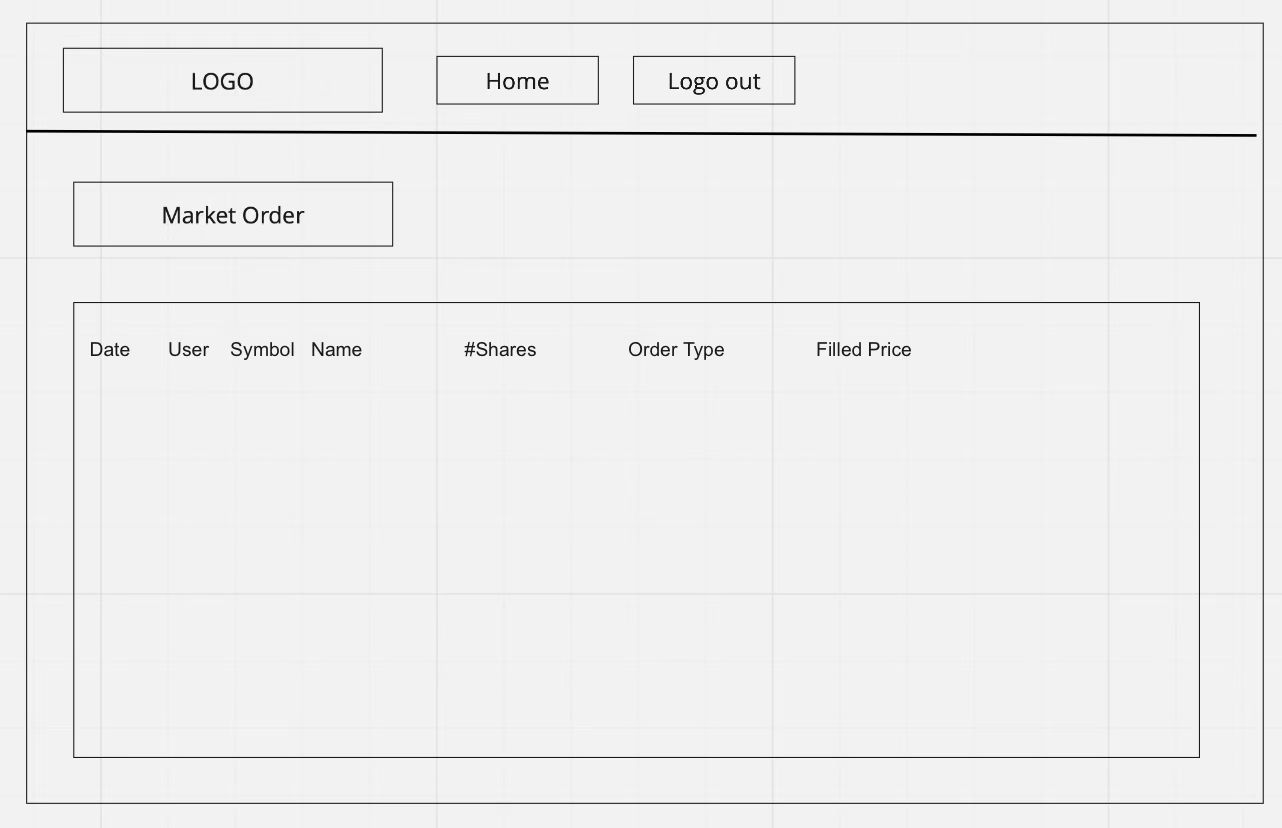 LOGO
Home
Logo out
Market Order
Date User Symbol Name #Shares Order Type Filled Price